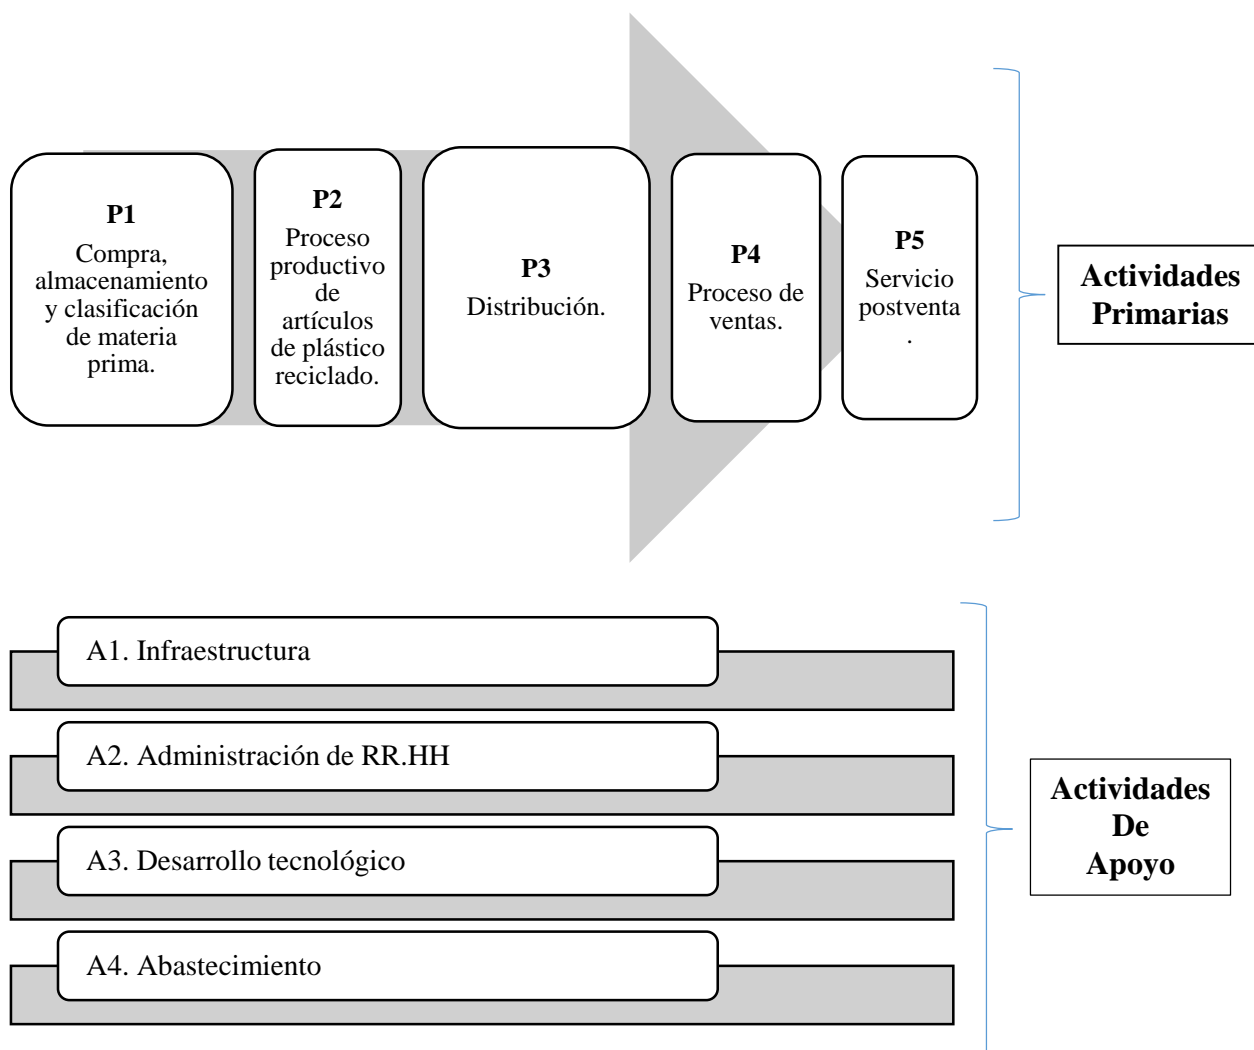 P1
Compra,
almacenamiento
y clasificación
de materia
prima.
P2
Proceso
productivo
de
artículos
de plástico
reciclado.
P3
Distribución.
P4
Proceso de
ventas.
P5
Servicio
postventa
.
Actividades
Primarias
A1. Infraestructura
A2. Administración de RR.HH
A3. Desarrollo tecnológico
A4. Abastecimiento
Actividades
De
Apoyo